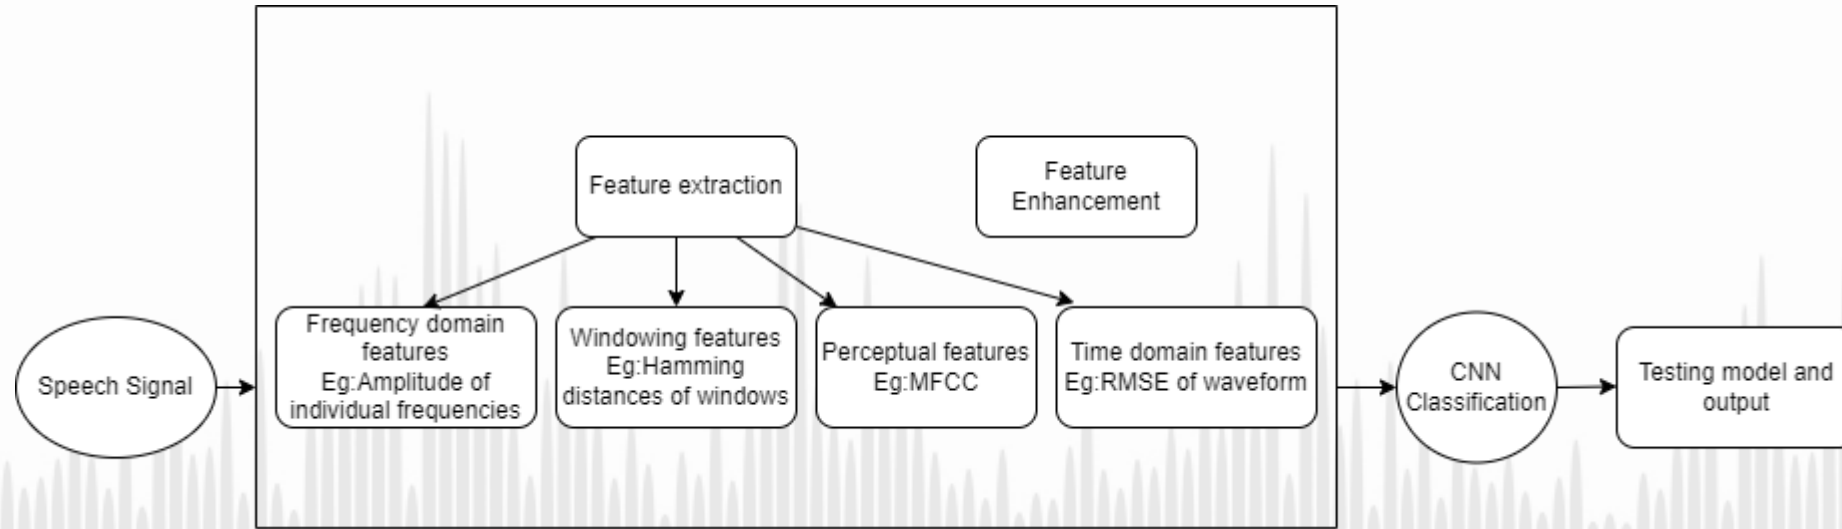 Feature extraction
Feature
Enhancement
Speech Signal
Frequency domain
features
Eg:Amplitude of
individual frequencies
Windowing features
Eg:Hamming
distances of windows
Perceptual features
Eg:MFCC
Time domain features
Eg:RMSE of waveform
CNN
Classification
Testing model and
output